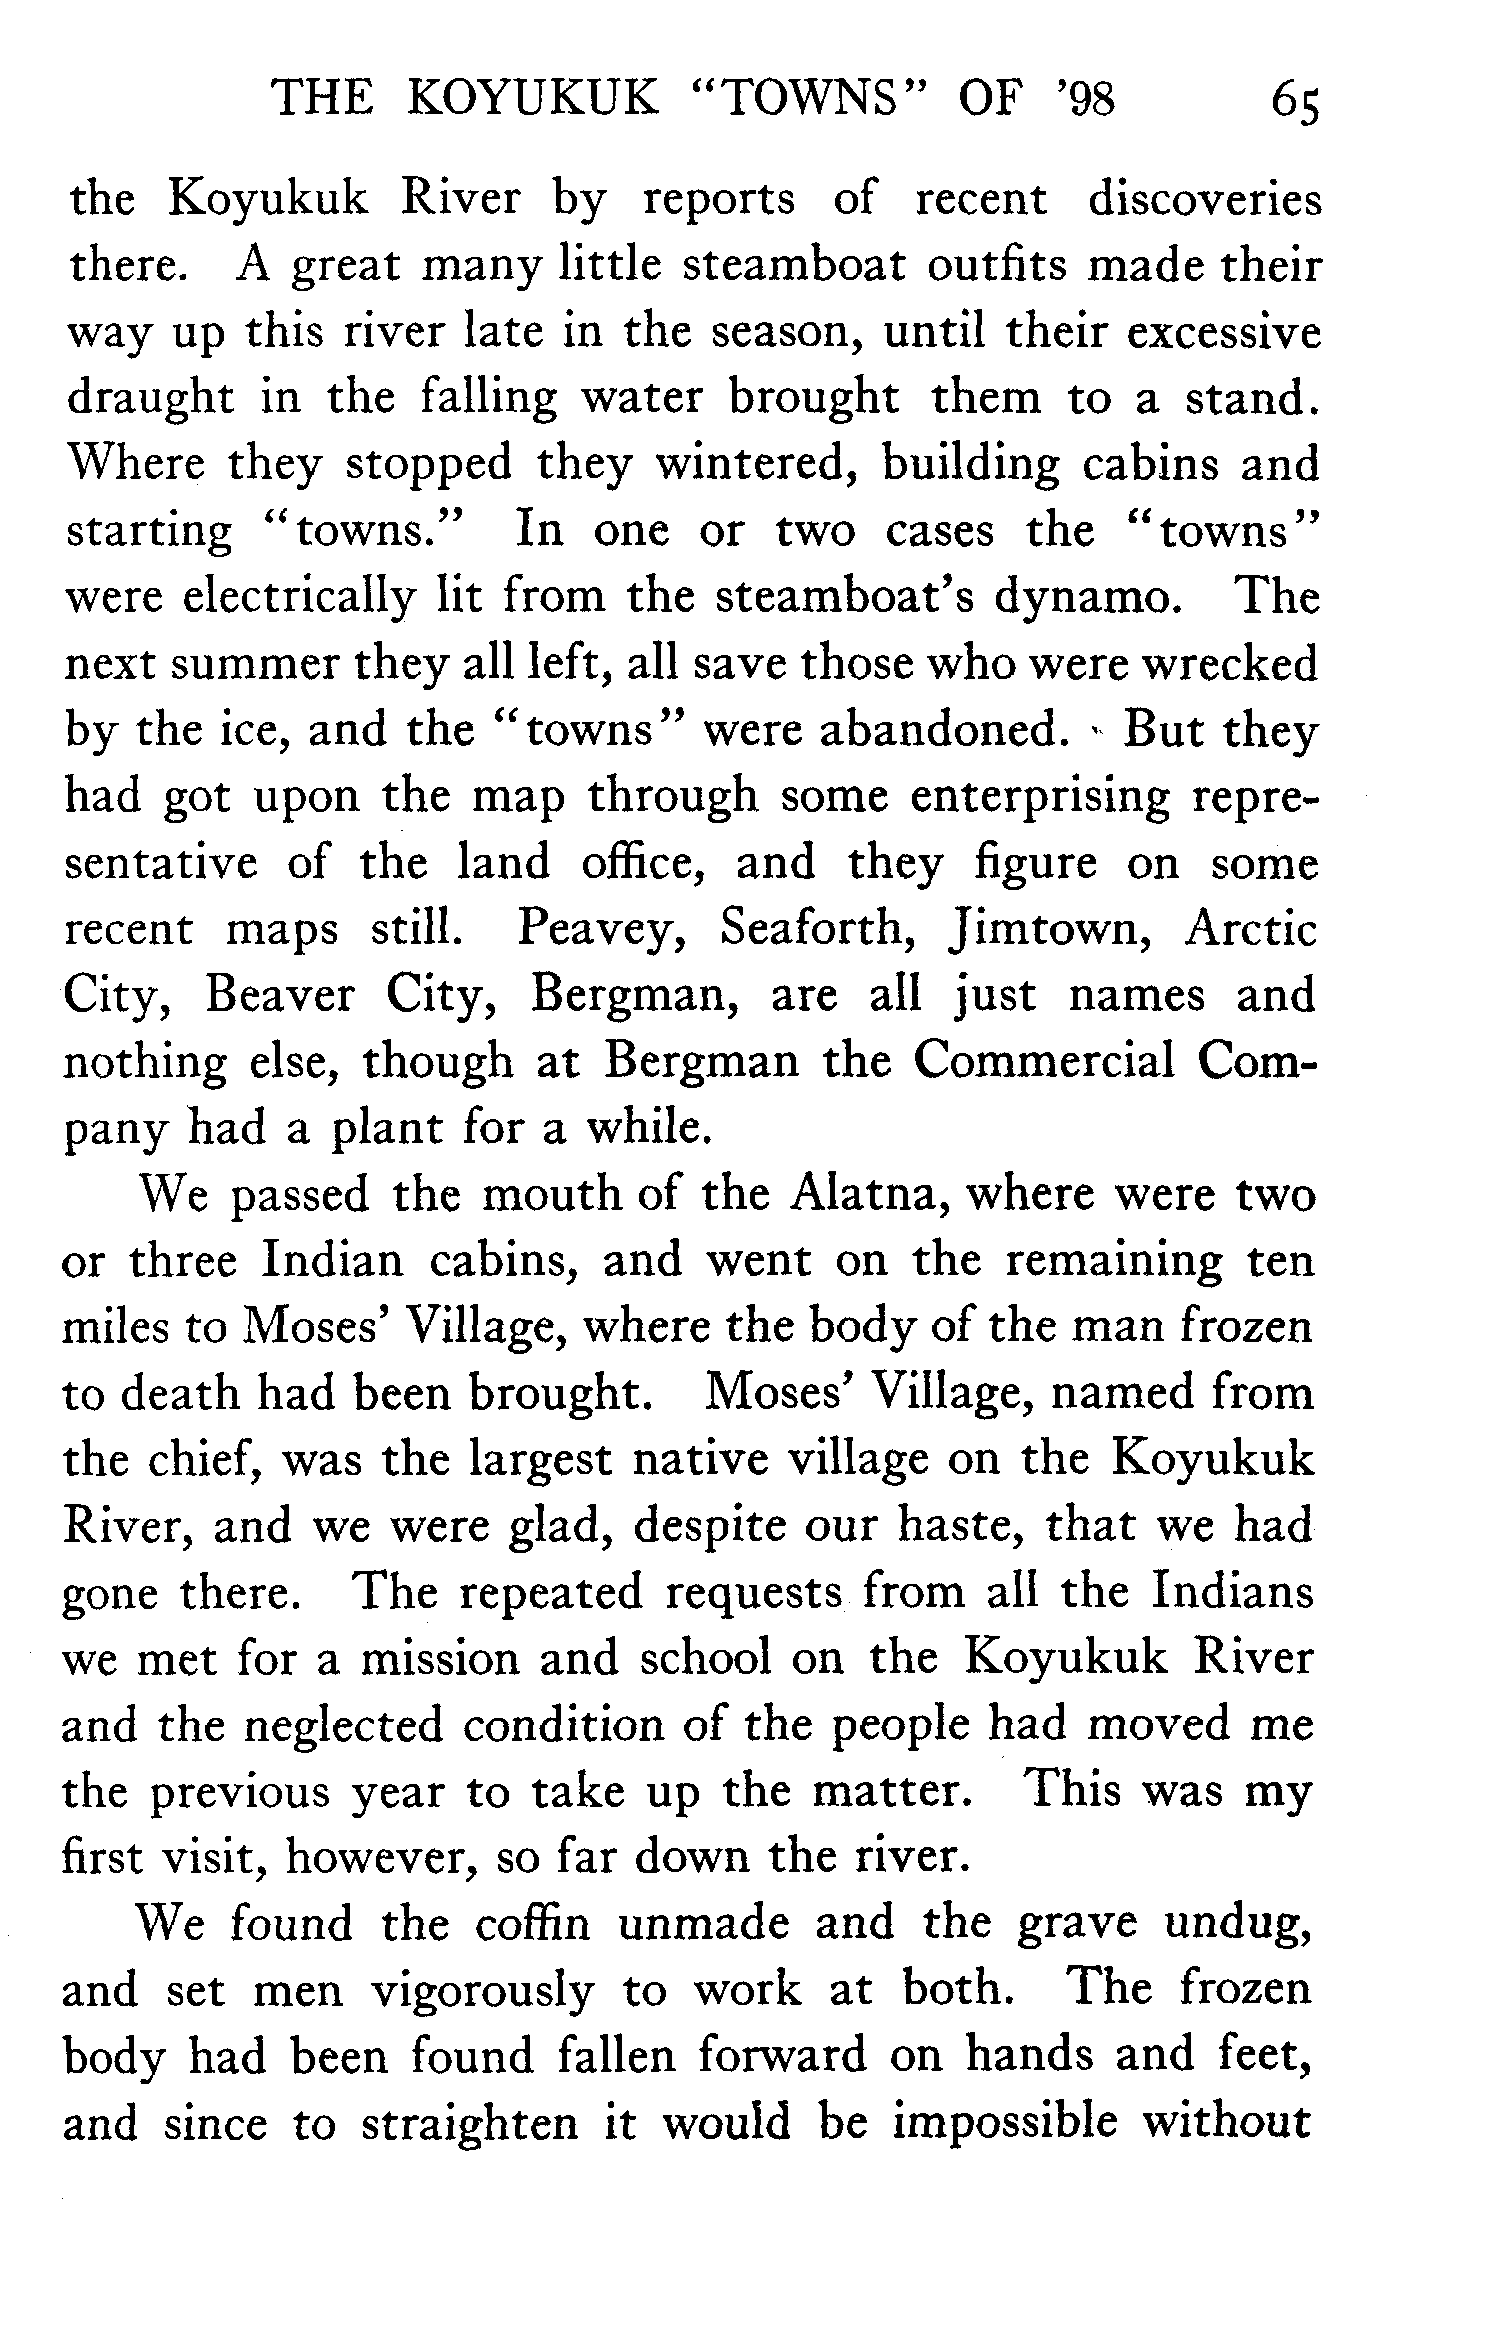 THE KOYUKUK “TOWNS” OF ’98 65
the Koyukuk River by reports of recent discoveries
there. A great many little steamboat outfits made their
way up this river late in the season, until their excessive
draught in the falling water brought them to a stand.
Where they stopped they wintered, building cabins and
starting “towns.” In one or two cases the “towns”
were electrically lit from the steamboat’s dynamo. The
next summer they all left, all save those who were wrecked
by the ice, and the “towns” were abandoned. But they
had got upon the map through some enterprising repre-
sentative of the land office, and they figure on some
recent maps still. Peavey, Seaforth, Jimtown, Arctic
City, Beaver City, Bergman, are all just names and
nothing else, though at Bergman the Commercial Com-
pany had a plant for a while.
We passed the mouth of the Alatna, where were two
or three Indian cabins, and went on the remaining ten
miles to Moses’ Village, where the body of the man frozen
to death had been brought. Moses’ Village, named from
the chief, was the largest native village on the Koyukuk
River, and we were glad, despite our haste, that we had
gone there. The repeated requests from all the Indians
we met for a mission and school on the Koyukuk River
and the neglected condition of the people had moved me
the previous year to take up the matter. This was my
first visit, however, so far down the river.
We found the coffin unmade and the grave undug,
and set men vigorously to work at both. The frozen
body had been found fallen forward on hands and feet,
and since to straighten it would be impossible without